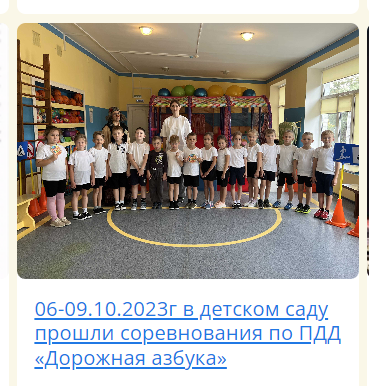 06-09.10.2023г в детском саду
прошли соревнования по ПДД
«Дорожная азбука»